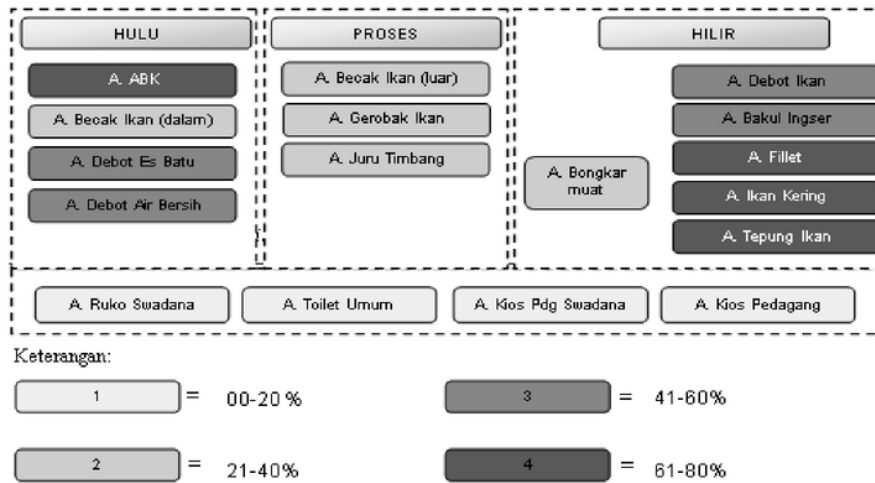 HULU
A. ABK
A. Becak Ikan (dalam)
A. Debot Es Batu
A. Debot Air Bersih
PROSES
A. Becak Ikan (luar)
A. Gerobak Ikan
A. Juru Timbang
HILIR
A. Bongkar
muat
A. Debot Ikan
A. Bakul Ingser
A. Fillet
A. Ikan Kering
A. Tepung Ikan
A. Ruko Swadana
A. Toilet Umum
A. Kios Pdg Swadana
A. Kios Pedagang
Keterangan:
1 = 00-20 %
3 = 41-60%
2 = 21-40%
4 = 61-80%